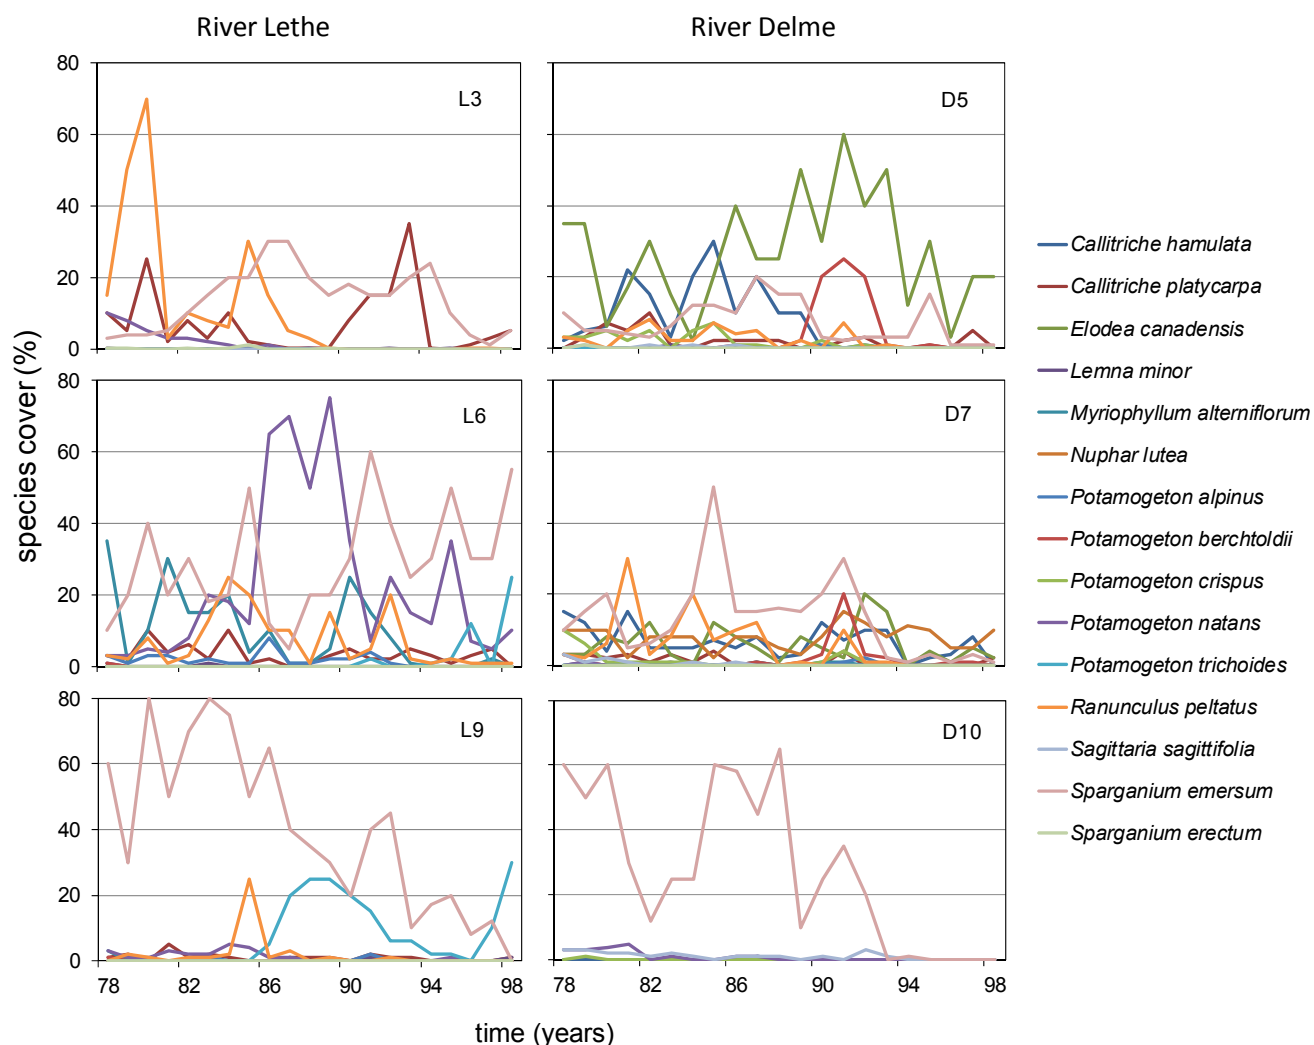 River Lethe
River Delme
80
60
40
20
0
L3
D5
80
60
40
20
0
L6
D7
80
60
40
20
0
L9
D10
78 82 86 90 94 98
78 82 86 90 94 98
species cover (%)
time (years)
Callitriche hamulata
Callitriche platycarpa
Elodea canadensis
Lemna minor
Myriophyllum alterniflorum
Nuphar lutea
Potamogeton alpinus
Potamogeton berchtoldii
Potamogeton crispus
Potamogeton natans
Potamogeton trichoides
Ranunculus peltatus
Sagittaria sagittifolia
Sparganium emersum
Sparganium erectum